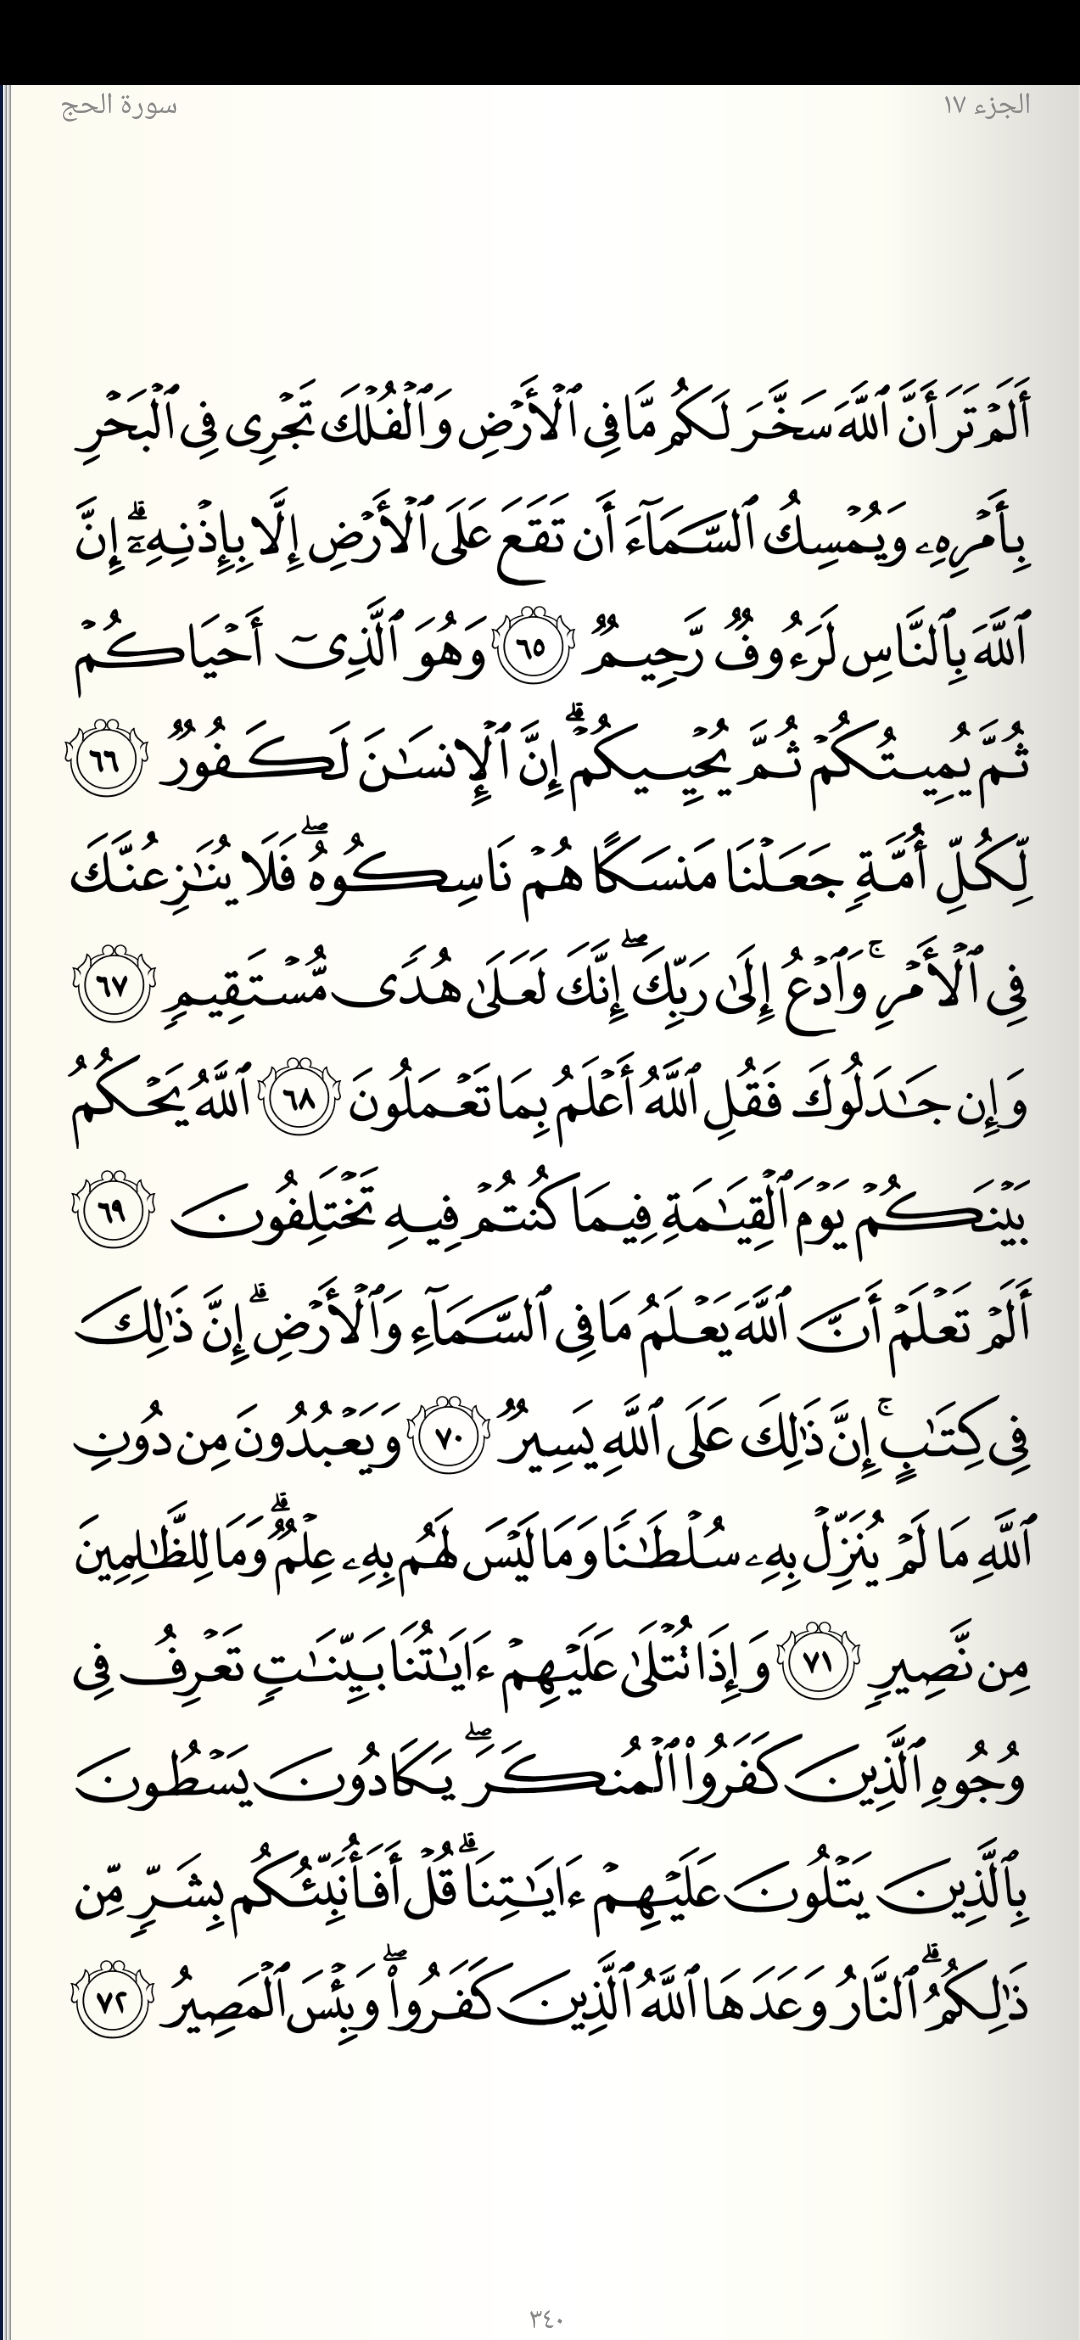 الجزء ١٧
سورة الحج
أَلَمْ تَرَ أَنَّ ٱللَّهَ سَخَّرَ لَكُم مَّا فِى ٱلْأَرْضِ وَٱلْفُلْكَ تَجْرِى فِى ٱلْبَحْرِ
بِأَمْرِهِۦ وَيُمْسِكُ ٱلسَّمَآءَ أَن تَقَعَ عَلَى ٱلْأَرْضِ إِلَّا بِإِذْنِهِۦٓ ۗ إِنَّ
ٱللَّهَ بِٱلنَّاسِ لَرَءُوفٌ رَّحِيمٌ ٦٥ وَهُوَ ٱلَّذِىٓ أَحْيَاكُمْ
ثُمَّ يُمِيتُكُمْ ثُمَّ يُحْيِيكُمْ ۗ إِنَّ ٱلْإِنسَـٰنَ لَكَفُورٌ ٦٦
لِّكُلِّ أُمَّةٍ جَعَلْنَا مَنسَكًا هُمْ نَاسِكُوهُ ۖ فَلَا يُنَـٰزِعُنَّكَ
فِى ٱلْأَمْرِ ۚ وَٱدْعُ إِلَىٰ رَبِّكَ ۖ إِنَّكَ لَعَلَىٰ هُدًى مُّسْتَقِيمٍ ٦٧
وَإِن جَـٰدَلُوكَ فَقُلِ ٱللَّهُ أَعْلَمُ بِمَا تَعْمَلُونَ ٦٨ ٱللَّهُ يَحْكُمُ
بَيْنَكُمْ يَوْمَ ٱلْقِيَـٰمَةِ فِيمَا كُنتُمْ فِيهِ تَخْتَلِفُونَ ٦٩
أَلَمْ تَعْلَمْ أَنَّ ٱللَّهَ يَعْلَمُ مَا فِى ٱلسَّمَآءِ وَٱلْأَرْضِ ۗ إِنَّ ذَٰلِكَ
فِى كِتَـٰبٍ ۚ إِنَّ ذَٰلِكَ عَلَى ٱللَّهِ يَسِيرٌ ٧٠ وَيَعْبُدُونَ مِن دُونِ
ٱللَّهِ مَا لَمْ يُنَزِّلْ بِهِۦ سُلْطَـٰنًا وَمَا لَيْسَ لَهُم بِهِۦ عِلْمٌ ۗ وَمَا لِلظَّـٰلِمِينَ
مِن نَّصِيرٍ ٧١ وَإِذَا تُتْلَىٰ عَلَيْهِمْ ءَايَـٰتُنَا بَيِّنَـٰتٍ تَعْرِفُ فِى
وُجُوهِ ٱلَّذِينَ كَفَرُوا۟ ٱلْمُنكَرَ ۖ يَكَادُونَ يَسْطُونَ
بِٱلَّذِينَ يَتْلُونَ عَلَيْهِمْ ءَايَـٰتِنَا ۗ قُلْ أَفَأُنَبِّئُكُم بِشَرٍّ مِّن
ذَٰلِكُمُ ۗ ٱلنَّارُ وَعَدَهَا ٱللَّهُ ٱلَّذِينَ كَفَرُوا۟ ۖ وَبِئْسَ ٱلْمَصِيرُ ٧٢
٣٤٠